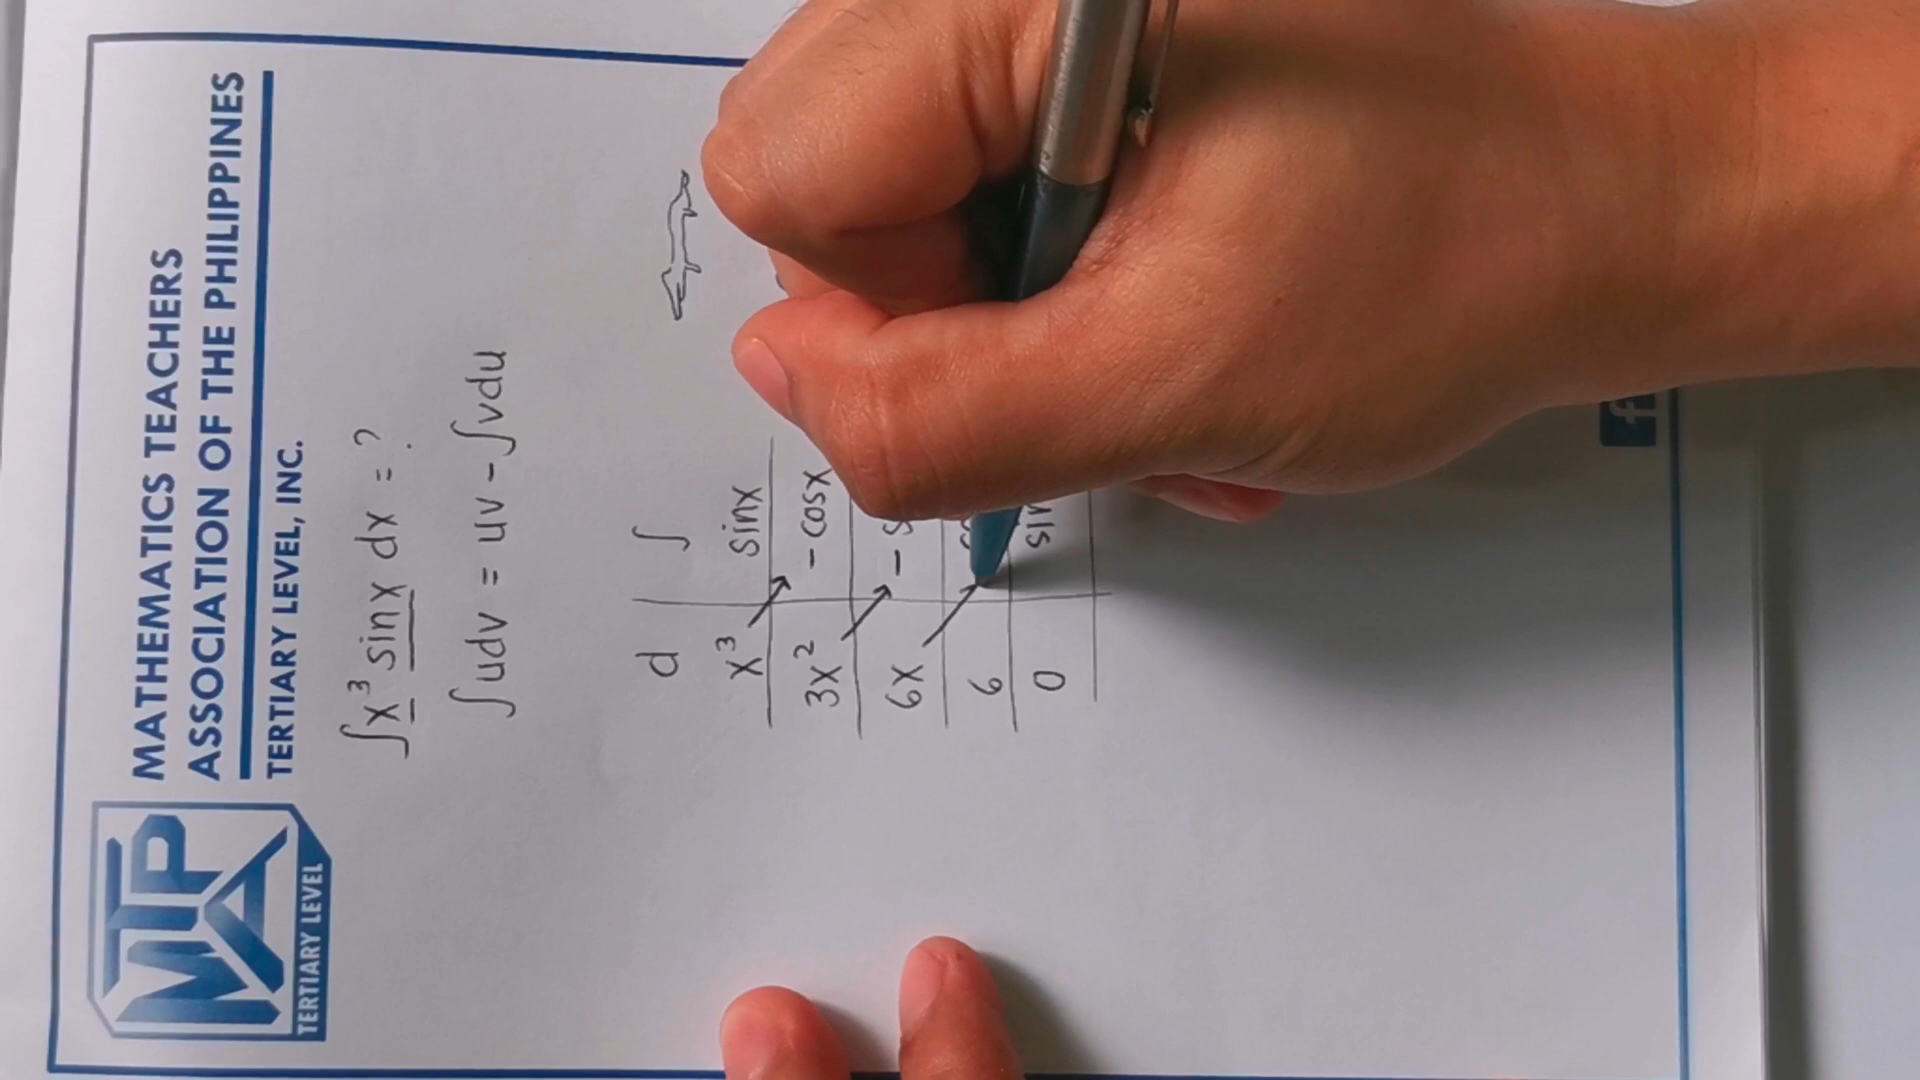 MATHEMATICS TEACHERS
ASSOCIATION OF THE PHILIPPINES
TERTIARY LEVEL, INC.
MTAP
TERTIARY LEVEL
∫x³ sinx dx = ?
∫udv = uv - ∫vdu
d ∫
x³ sinx
3x² -cosx
6x
6
0
f